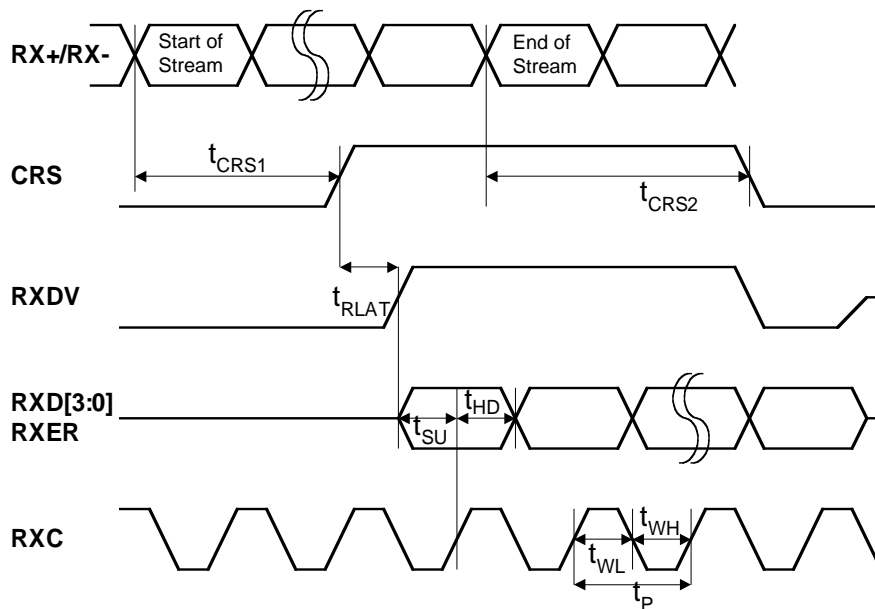 RX+/RX-
Start of
Stream
End of
Stream
CRS
tCRS1
tCRS2
RXDV
tRLAT
RXD[3:0]
RXER
tSU
tHD
RXC
tWL
tWH
tP